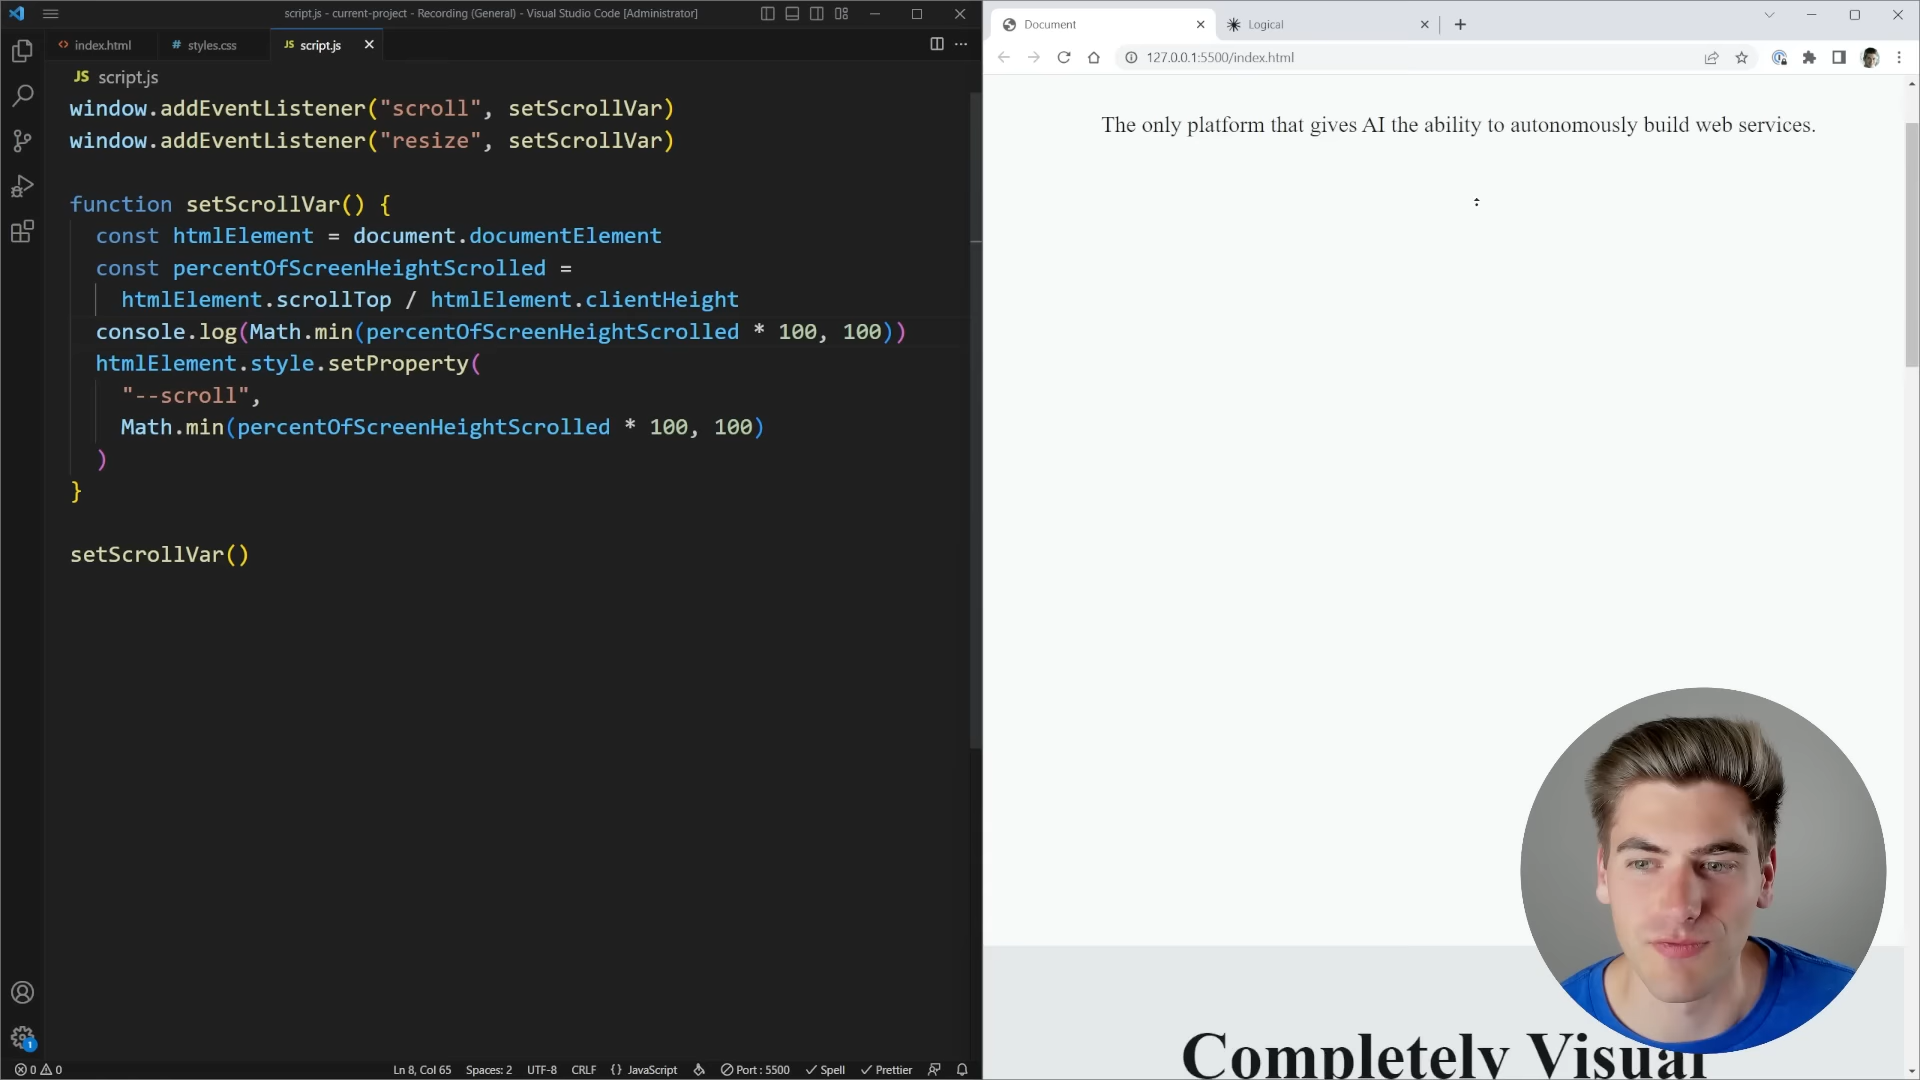 script.js - current-project - Recording (General) - Visual Studio Code [Administrator]
index.html
styles.css
script.js
script.js
window.addEventListener("scroll", setScrollVar)
window.addEventListener("resize", setScrollVar)
function setScrollVar() {
const htmlElement = document.documentElement
const percentOfScreenHeightScrolled =
htmlElement.scrollTop / htmlElement.clientHeight
console.log(Math.min(percentOfScreenHeightScrolled * 100, 100))
htmlElement.style.setProperty(
"--scroll",
Math.min(percentOfScreenHeightScrolled * 100, 100)
)
}
setScrollVar()
1
0 0
Ln 8, Col 65 Spaces: 2 UTF-8 CRLF {} JavaScript Port : 5500 Spell Prettier
Document
Logical
127.0.0.1:5500/index.html
The only platform that gives AI the ability to autonomously build web services.
Completely Visual